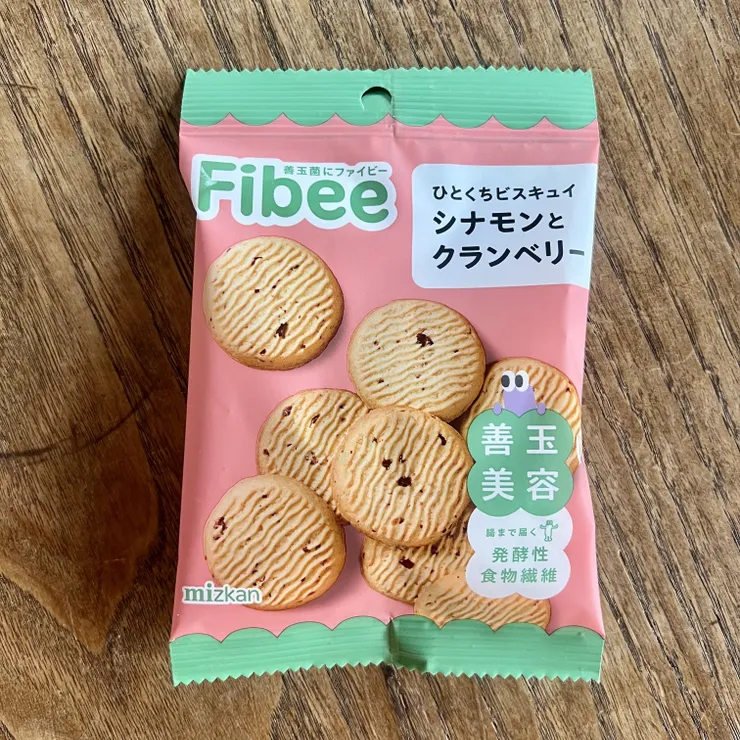 善玉菌にファイビー
Fibee
ひとくちビスキュイ
シナモンと
クランベリー
善玉
美容
腸まで届く
発酵性
食物繊維
mizkan